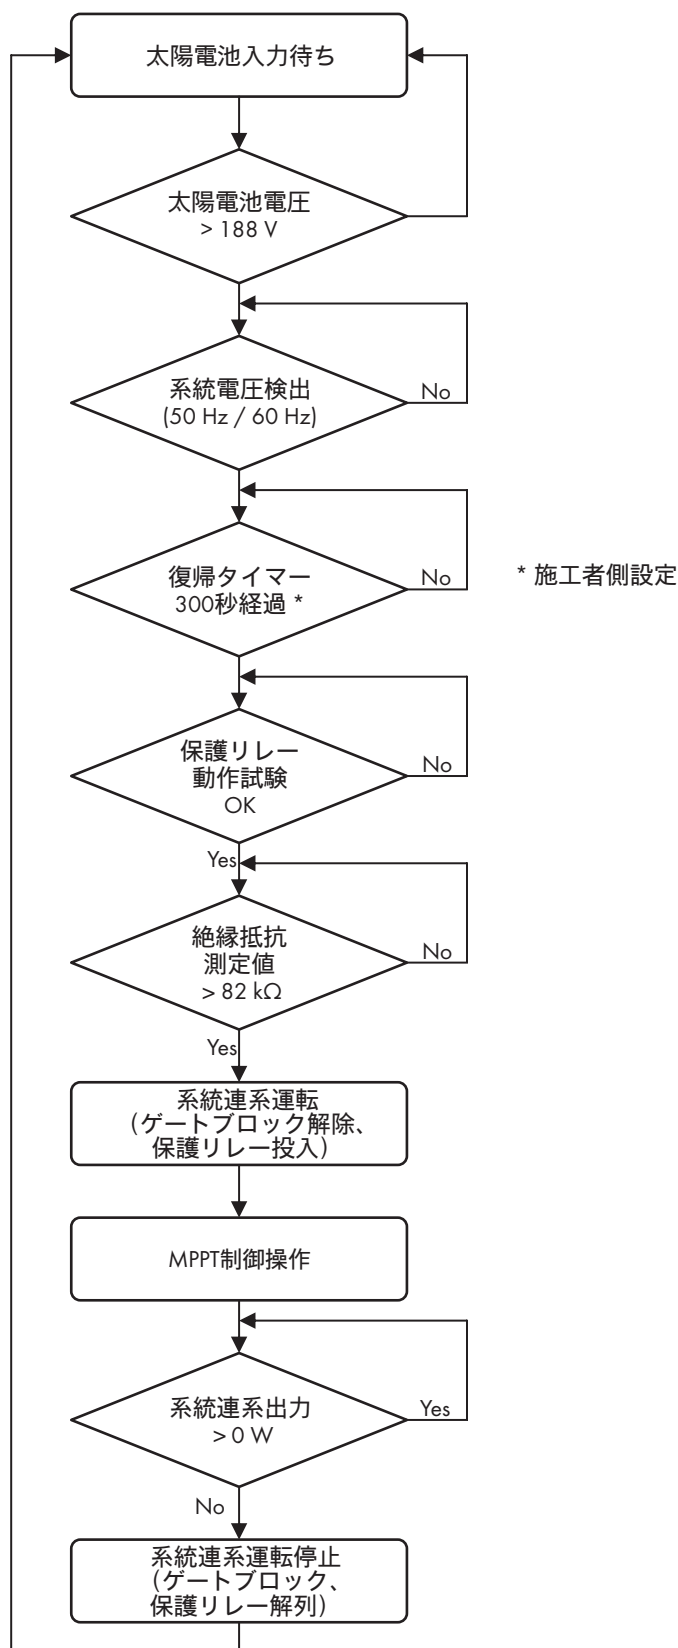 太陽電池入力待ち
太陽電池電圧
> 188 V
系統電圧検出
(50 Hz / 60 Hz)
No
復帰タイマー
300秒経過 *
No
* 施工者側設定
保護リレー
動作試験
OK
No
Yes
絶縁抵抗
測定値
> 82 kΩ
No
Yes
系統連系運転
(ゲートブロック解除、
保護リレー投入)
MPPT制御操作
系統連系出力
> 0 W
Yes
No
系統連系運転停止
(ゲートブロック、
保護リレー解列)